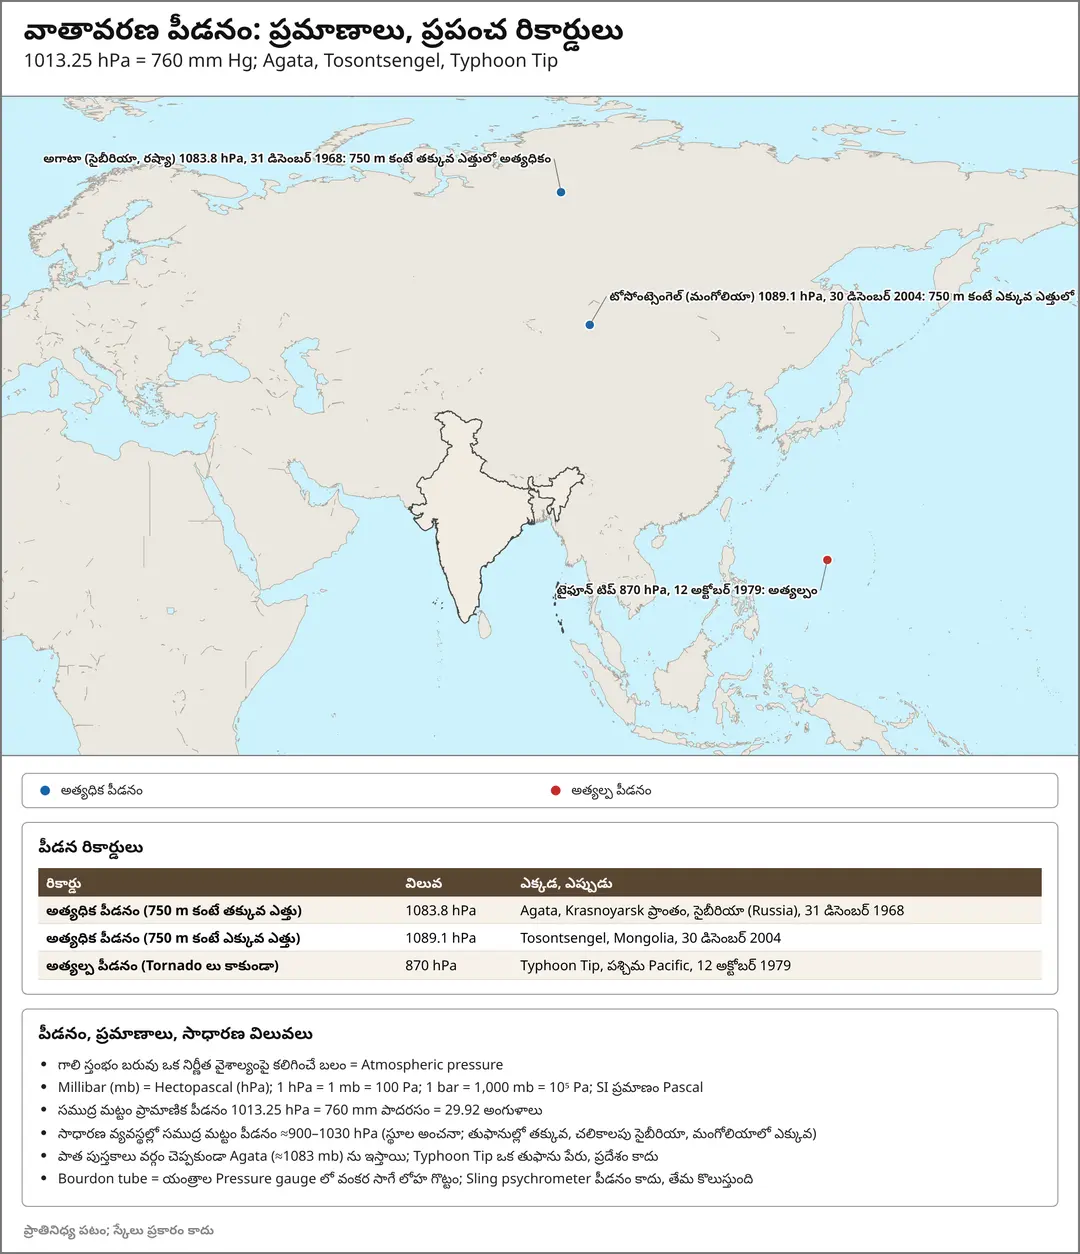 వాతావరణ పీడనం: ప్రమాణాలు, ప్రపంచ రికార్డులు
1013.25 hPa = 760 mm Hg; Agata, Tosontsengel, Typhoon Tip
అగాటా (సైబీరియా, రష్యా) 1083.8 hPa, 31 డిసెంబర్ 1968: 750 m కంటే తక్కువ ఎత్తులో అత్యధికం
టోసోంట్సెంగెల్ (మంగోలియా) 1089.1 hPa, 30 డిసెంబర్ 2004: 750 m కంటే ఎక్కువ ఎత్తులో
టైఫూన్ టిప్ 870 hPa, 12 అక్టోబర్ 1979: అత్యల్పం
అత్యధిక పీడనం
అత్యల్ప పీడనం
పీడన రికార్డులు
రికార్డు విలువ ఎక్కడ, ఎప్పుడు
అత్యధిక పీడనం (750 m కంటే తక్కువ ఎత్తు) 1083.8 hPa Agata, Krasnoyarsk ప్రాంతం, సైబీరియా (Russia), 31 డిసెంబర్ 1968
అత్యధిక పీడనం (750 m కంటే ఎక్కువ ఎత్తు) 1089.1 hPa Tosontsengel, Mongolia, 30 డిసెంబర్ 2004
అత్యల్ప పీడనం (Tornado లు కాకుండా) 870 hPa Typhoon Tip, పశ్చిమ Pacific, 12 అక్టోబర్ 1979
పీడనం, ప్రమాణాలు, సాధారణ విలువలు
• గాలి స్తంభం బరువు ఒక నిర్ణీత వైశాల్యంపై కలిగించే బలం = Atmospheric pressure
• Millibar (mb) = Hectopascal (hPa); 1 hPa = 1 mb = 100 Pa; 1 bar = 1,000 mb = 10⁵ Pa; SI ప్రమాణం Pascal
• సముద్ర మట్టం ప్రామాణిక పీడనం 1013.25 hPa = 760 mm పాదరసం = 29.92 అంగుళాలు
• సాధారణ వ్యవస్థల్లో సముద్ర మట్టం పీడనం ≈900–1030 hPa (స్థూల అంచనా; తుఫానుల్లో తక్కువ, చలికాలపు సైబీరియా, మంగోలియాలో ఎక్కువ)
• పాత పుస్తకాలు వర్గం చెప్పకుండా Agata (≈1083 mb) ను ఇస్తాయి; Typhoon Tip ఒక తుఫాను పేరు, ప్రదేశం కాదు
• Bourdon tube = యంత్రాల Pressure gauge లో వంకర సాగే లోహ గొట్టం; Sling psychrometer పీడనం కాదు, తేమ కొలుస్తుంది
ప్రాతినిధ్య పటం; స్కేలు ప్రకారం కాదు